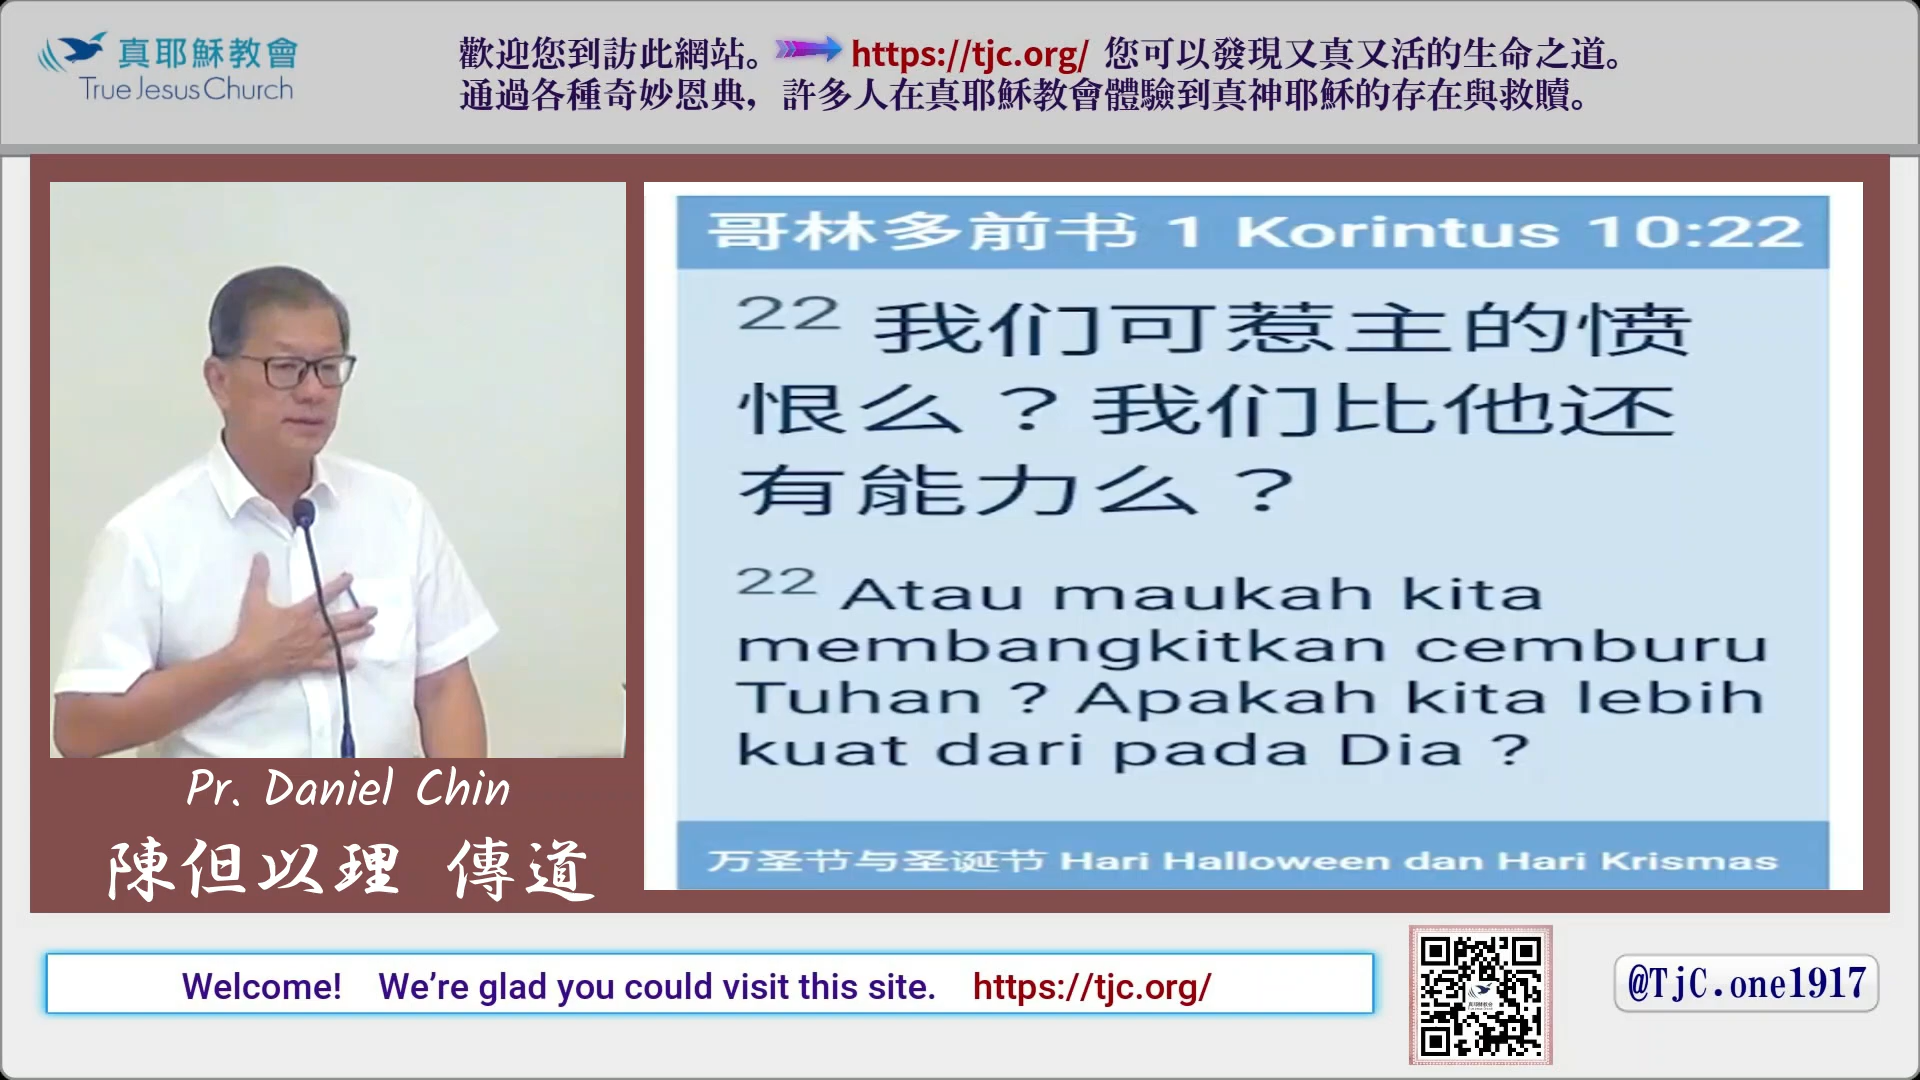 真耶穌教會
True Jesus Church
歡迎您到訪此網站。 https://tjc.org/ 您可以發現又真又活的生命之道。
通過各種奇妙恩典，許多人在真耶穌教會體驗到真神耶穌的存在與救贖。
哥林多前书 1 Korintus 10:22
22 我们可惹主的愤
恨么？我们比他还
有能力么？
22 Atau maukah kita
membangkitkan cemburu
Tuhan ? Apakah kita lebih
kuat dari pada Dia ?
万圣节与圣诞节 Hari Halloween dan Hari Krismas
Pr. Daniel Chin
陳但以理 傳道
Welcome! We’re glad you could visit this site. https://tjc.org/
@TjC.one1917